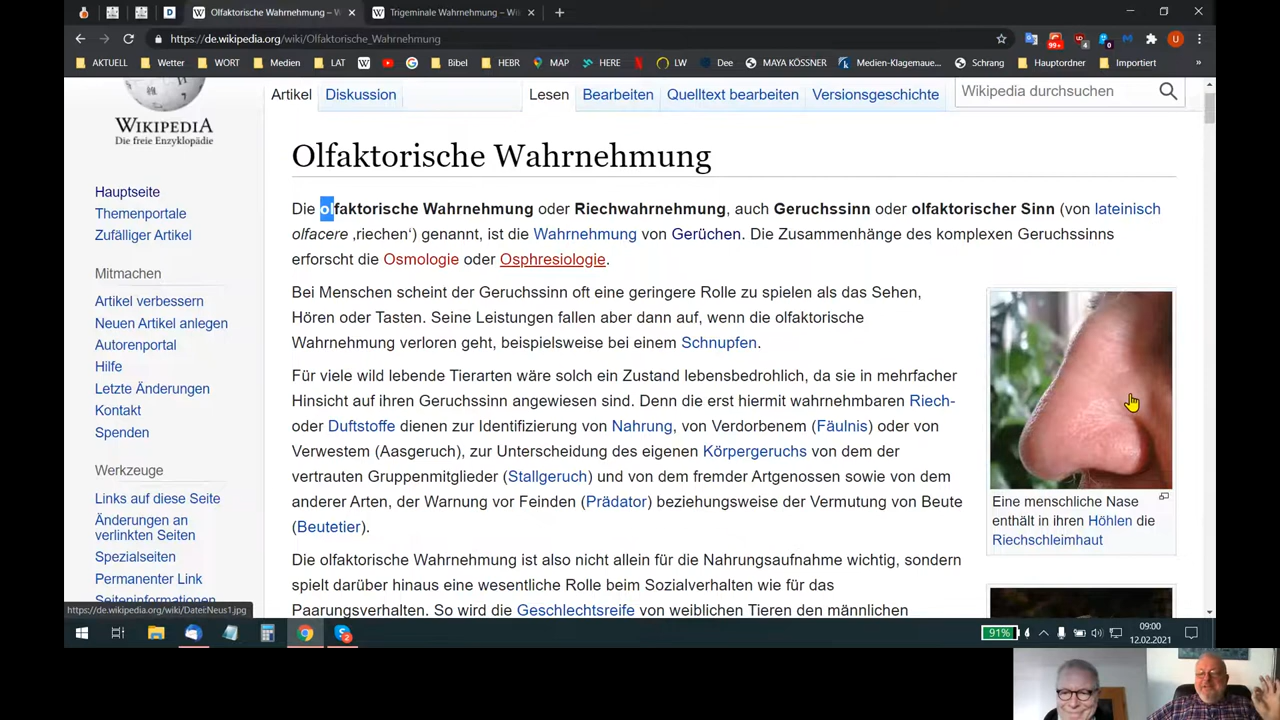 Olfaktorische Wahrnehmung – W
Trigeminale Wahrnehmung – Wi
https://de.wikipedia.org/wiki/Olfaktorische_Wahrnehmung
99+
4
0
U
AKTUELL
Wetter
WORT
Medien
LAT
Bibel
HEBR
MAP
HERE
LW
Dee
MAYA KÖSSNER
Medien-Klagemaue...
Schrang
Hauptordner
Importiert
»
WIKIPEDIA
Die freie Enzyklopädie
Artikel
Diskussion
Lesen
Bearbeiten
Quelltext bearbeiten
Versionsgeschichte
Wikipedia durchsuchen
Hauptseite
Themenportale
Zufälliger Artikel
Mitmachen
Artikel verbessern
Neuen Artikel anlegen
Autorenportal
Hilfe
Letzte Änderungen
Kontakt
Spenden
Werkzeuge
Links auf diese Seite
Änderungen an
verlinkten Seiten
Spezialseiten
Permanenter Link
Seiteninformationen
Olfaktorische Wahrnehmung
Die olfaktorische Wahrnehmung oder Riechwahrnehmung, auch Geruchssinn oder olfaktorischer Sinn (von lateinisch
olfacere ‚riechen‘) genannt, ist die Wahrnehmung von Gerüchen. Die Zusammenhänge des komplexen Geruchssinns
erforscht die Osmologie oder Osphresiologie.
Bei Menschen scheint der Geruchssinn oft eine geringere Rolle zu spielen als das Sehen,
Hören oder Tasten. Seine Leistungen fallen aber dann auf, wenn die olfaktorische
Wahrnehmung verloren geht, beispielsweise bei einem Schnupfen.
Für viele wild lebende Tierarten wäre solch ein Zustand lebensbedrohlich, da sie in mehrfacher
Hinsicht auf ihren Geruchssinn angewiesen sind. Denn die erst hiermit wahrnehmbaren Riech-
oder Duftstoffe dienen zur Identifizierung von Nahrung, von Verdorbenem (Fäulnis) oder von
Verwestem (Aasgeruch), zur Unterscheidung des eigenen Körpergeruchs von dem der
vertrauten Gruppenmitglieder (Stallgeruch) und von dem fremder Artgenossen sowie von dem
anderer Arten, der Warnung vor Feinden (Prädator) beziehungsweise der Vermutung von Beute
(Beutetier).
Die olfaktorische Wahrnehmung ist also nicht allein für die Nahrungsaufnahme wichtig, sondern
spielt darüber hinaus eine wesentliche Rolle beim Sozialverhalten wie für das
Paarungsverhalten. So wird die Geschlechtsreife von weiblichen Tieren den männlichen
Eine menschliche Nase
enthält in ihren Höhlen die
Riechschleimhaut
https://de.wikipedia.org/wiki/Datei:Neus1.jpg
91%
09:00
12.02.2021